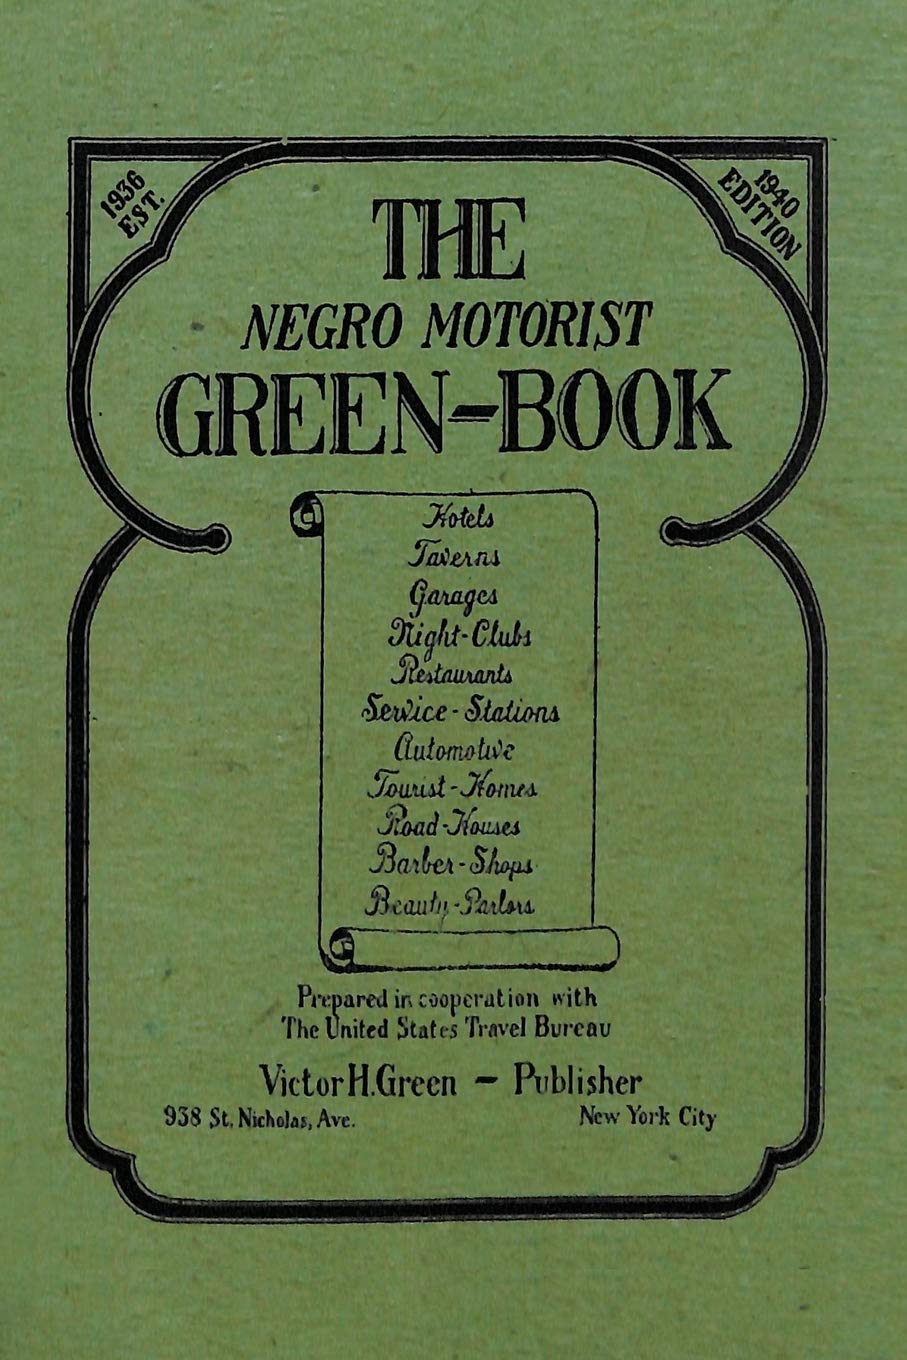 1936
EST.
1940
EDITION
THE
NEGRO MOTORIST
GREEN-BOOK
Hotels
Taverns
Garages
Night-Clubs
Restaurants
Service-Stations
Automotive
Tourist-Homes
Road-Houses
Barber-Shops
Beauty-Parlors
Prepared in cooperation with
The United States Travel Bureau
Victor H. Green - Publisher
938 St. Nicholas, Ave. New York City